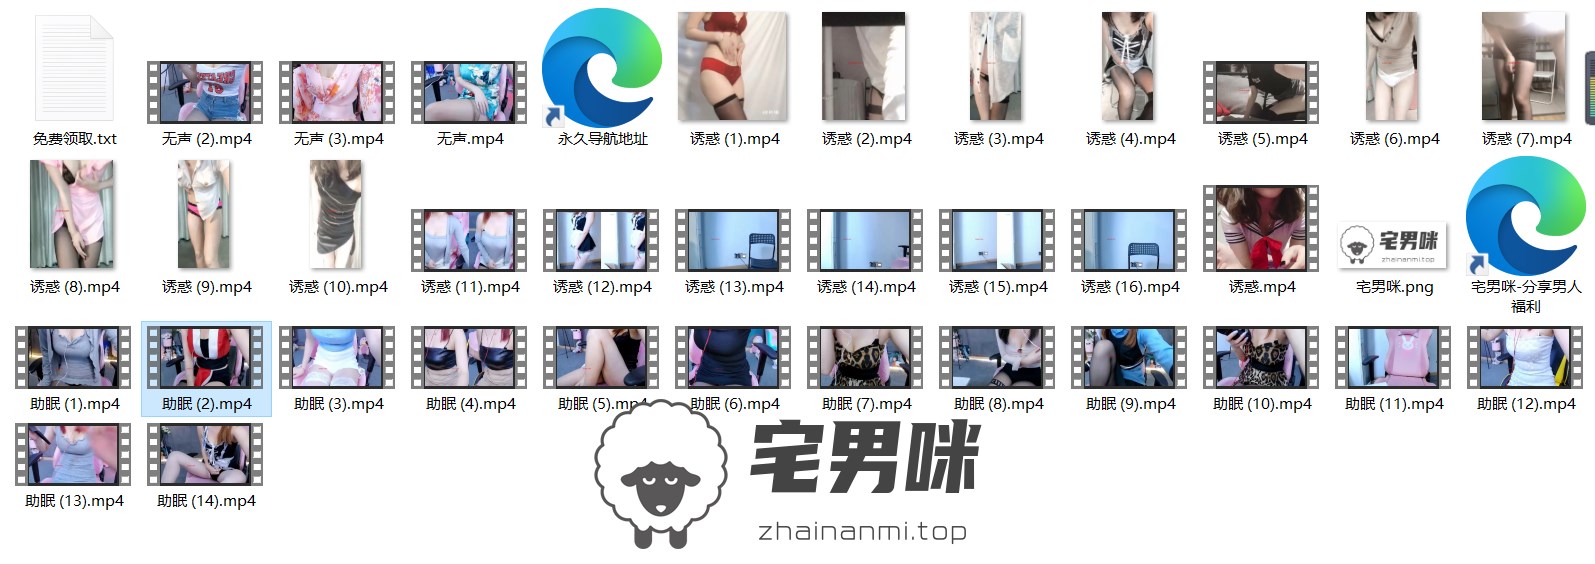 免费领取.txt
无声 (2).mp4
无声 (3).mp4
无声.mp4
永久导航地址
诱惑 (1).mp4
诱惑 (2).mp4
诱惑 (3).mp4
诱惑 (4).mp4
诱惑 (5).mp4
诱惑 (6).mp4
诱惑 (7).mp4
诱惑 (8).mp4
诱惑 (9).mp4
诱惑 (10).mp4
诱惑 (11).mp4
诱惑 (12).mp4
诱惑 (13).mp4
诱惑 (14).mp4
诱惑 (15).mp4
诱惑 (16).mp4
诱惑.mp4
宅男咪
zhainanmi.top
宅男咪.png
宅男咪-分享男人
福利
助眠 (1).mp4
助眠 (2).mp4
助眠 (3).mp4
助眠 (4).mp4
助眠 (5).mp4
助眠 (6).mp4
助眠 (7).mp4
助眠 (8).mp4
助眠 (9).mp4
助眠 (10).mp4
助眠 (11).mp4
助眠 (12).mp4
助眠 (13).mp4
助眠 (14).mp4
宅男咪
zhainanmi.top